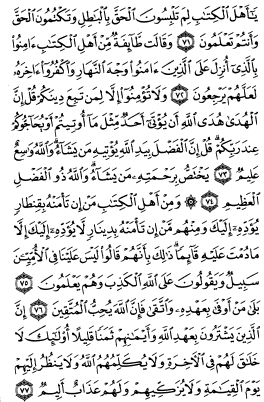 يَٰٓأَهْلَ ٱلْكِتَٰبِ لِمَ تَلْبِسُونَ ٱلْحَقَّ بِٱلْبَٰطِلِ وَتَكْتُمُونَ ٱلْحَقَّ
وَأَنتُمْ تَعْلَمُونَ ٧١ وَقَالَت طَّآئِفَةٌ مِّنْ أَهْلِ ٱلْكِتَٰبِ ءَامِنُوا۟
بِٱلَّذِىٓ أُنزِلَ عَلَى ٱلَّذِينَ ءَامَنُوا۟ وَجْهَ ٱلنَّهَارِ وَٱكْفُرُوٓا۟ ءَاخِرَهُۥ
لَعَلَّهُمْ يَرْجِعُونَ ٧٢ وَلَا تُؤْمِنُوٓا۟ إِلَّا لِمَن تَبِعَ دِينَكُمْ قُلْ إِنَّ
ٱلْهُدَىٰ هُدَى ٱللَّهِ أَن يُؤْتَىٰٓ أَحَدٌ مِّثْلَ مَآ أُوتِيتُمْ أَوْ يُحَآجُّوكُمْ
عِندَ رَبِّكُمْ ۗ قُلْ إِنَّ ٱلْفَضْلَ بِيَدِ ٱللَّهِ يُؤْتِيهِ مَن يَشَآءُ ۗ وَٱللَّهُ وَٰسِعٌ
عَلِيمٌ ٧٣ يَخْتَصُّ بِرَحْمَتِهِۦ مَن يَشَآءُ ۗ وَٱللَّهُ ذُو ٱلْفَضْلِ
ٱلْعَظِيمِ ٧٤ ۞ وَمِنْ أَهْلِ ٱلْكِتَٰبِ مَنْ إِن تَأْمَنْهُ بِقِنطَارٍ
يُؤَدِّهِۦٓ إِلَيْكَ وَمِنْهُم مَّنْ إِن تَأْمَنْهُ بِدِينَارٍ لَّا يُؤَدِّهِۦٓ إِلَيْكَ إِلَّا
مَا دُمْتَ عَلَيْهِ قَآئِمًا ۗ ذَٰلِكَ بِأَنَّهُمْ قَالُوا۟ لَيْسَ عَلَيْنَا فِى ٱلْأُمِّيِّۦنَ
سَبِيلٌ وَيَقُولُونَ عَلَى ٱللَّهِ ٱلْكَذِبَ وَهُمْ يَعْلَمُونَ ٧٥
بَلَىٰ مَنْ أَوْفَىٰ بِعَهْدِهِۦ وَٱتَّقَىٰ فَإِنَّ ٱللَّهَ يُحِبُّ ٱلْمُتَّقِينَ ٧٦ إِنَّ
ٱلَّذِينَ يَشْتَرُونَ بِعَهْدِ ٱللَّهِ وَأَيْمَٰنِهِمْ ثَمَنًا قَلِيلًا أُو۟لَٰٓئِكَ لَا
خَلَٰقَ لَهُمْ فِى ٱلْءَاخِرَةِ وَلَا يُكَلِّمُهُمُ ٱللَّهُ وَلَا يَنظُرُ إِلَيْهِمْ
يَوْمَ ٱلْقِيَٰمَةِ وَلَا يُزَكِّيهِمْ وَلَهُمْ عَذَابٌ أَلِيمٌ ٧٧